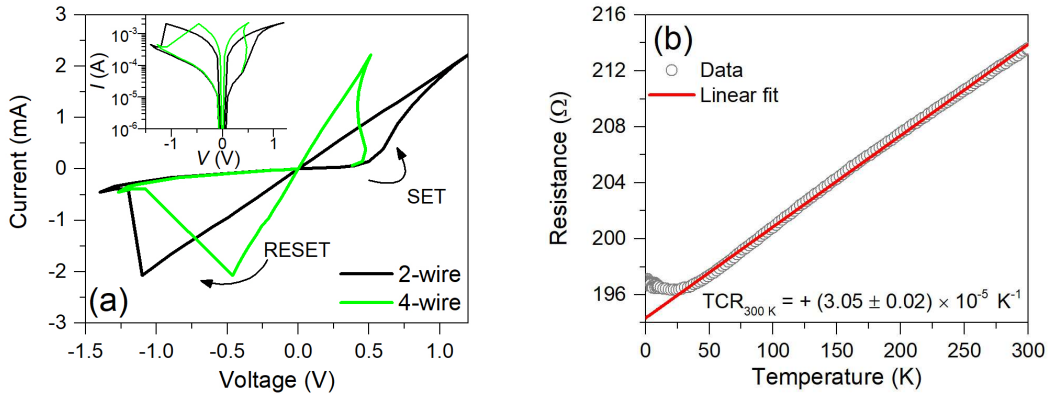 (a)
3
2
1
0
-1
-2
-3
Current (mA)
-1.5
-1.0
-0.5
0.0
0.5
1.0
Voltage (V)
10^-3
10^-4
10^-5
10^-6
I (A)
-1
0
1
V (V)
SET
RESET
2-wire
4-wire
(b)
216
212
208
204
200
196
Resistance (Ω)
0
50
100
150
200
250
300
Temperature (K)
Data
Linear fit
TCR300 K = + (3.05 ± 0.02) × 10^-5 K^-1